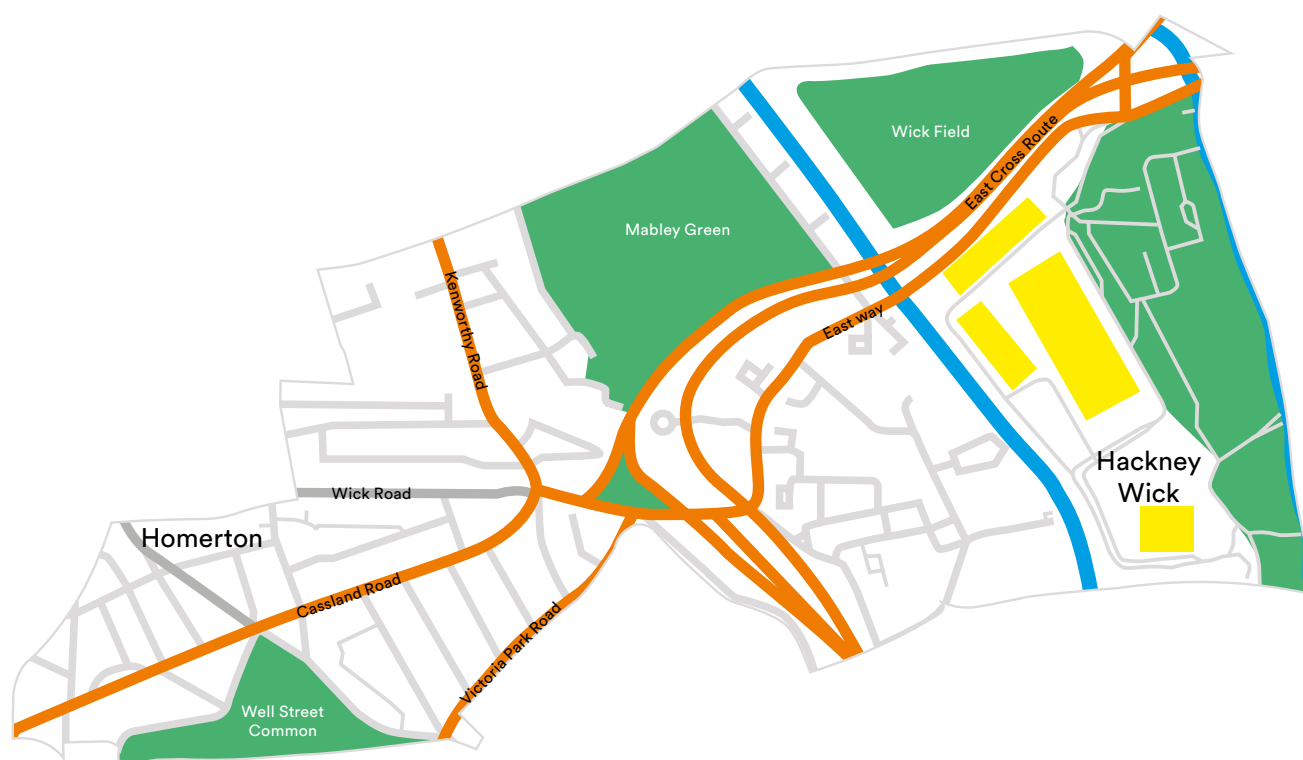 Wick Field
East Cross Route
Mabley Green
Kenworthy Road
East way
Hackney
Wick
Wick Road
Homerton
Cassland Road
Victoria Park Road
Well Street
Common